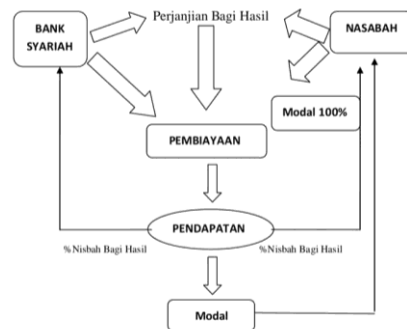 Perjanjian Bagi Hasil
BANK
SYARIAH
NASABAH
Modal 100%
PEMBIAYAAN
PENDAPATAN
%Nisbah Bagi Hasil
%Nisbah Bagi Hasil
Modal